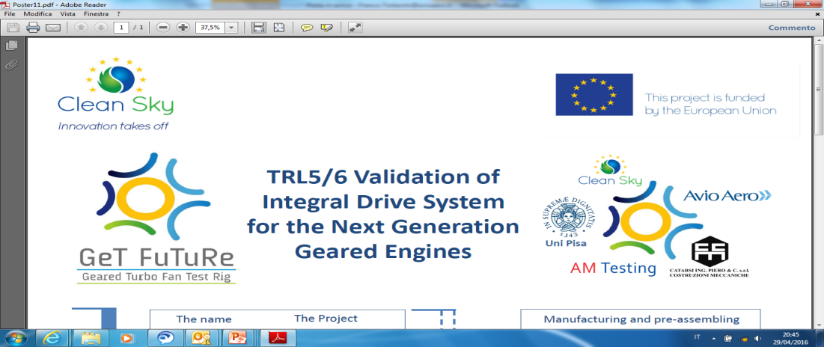 Poster11.pdf - Adobe Reader
File Modifica Vista Finestra ?
1 / 1 37,5% Commento
Clean Sky
Innovation takes off
This project is funded
by the European Union
TRL5/6 Validation of
Integral Drive System
for the Next Generation
Geared Engines
GeT FuTuRe
Geared Turbo Fan Test Rig
Clean Sky
Avio Aero
IN SUPREMÆ DIGNITATIS
1343
Uni Pisa
AM Testing
CATARSI ING. PIERO & C. s.r.l.
COSTRUZIONI MECCANICHE
The name
The Project
Manufacturing and pre-assembling
IT
20:45
29/04/2016